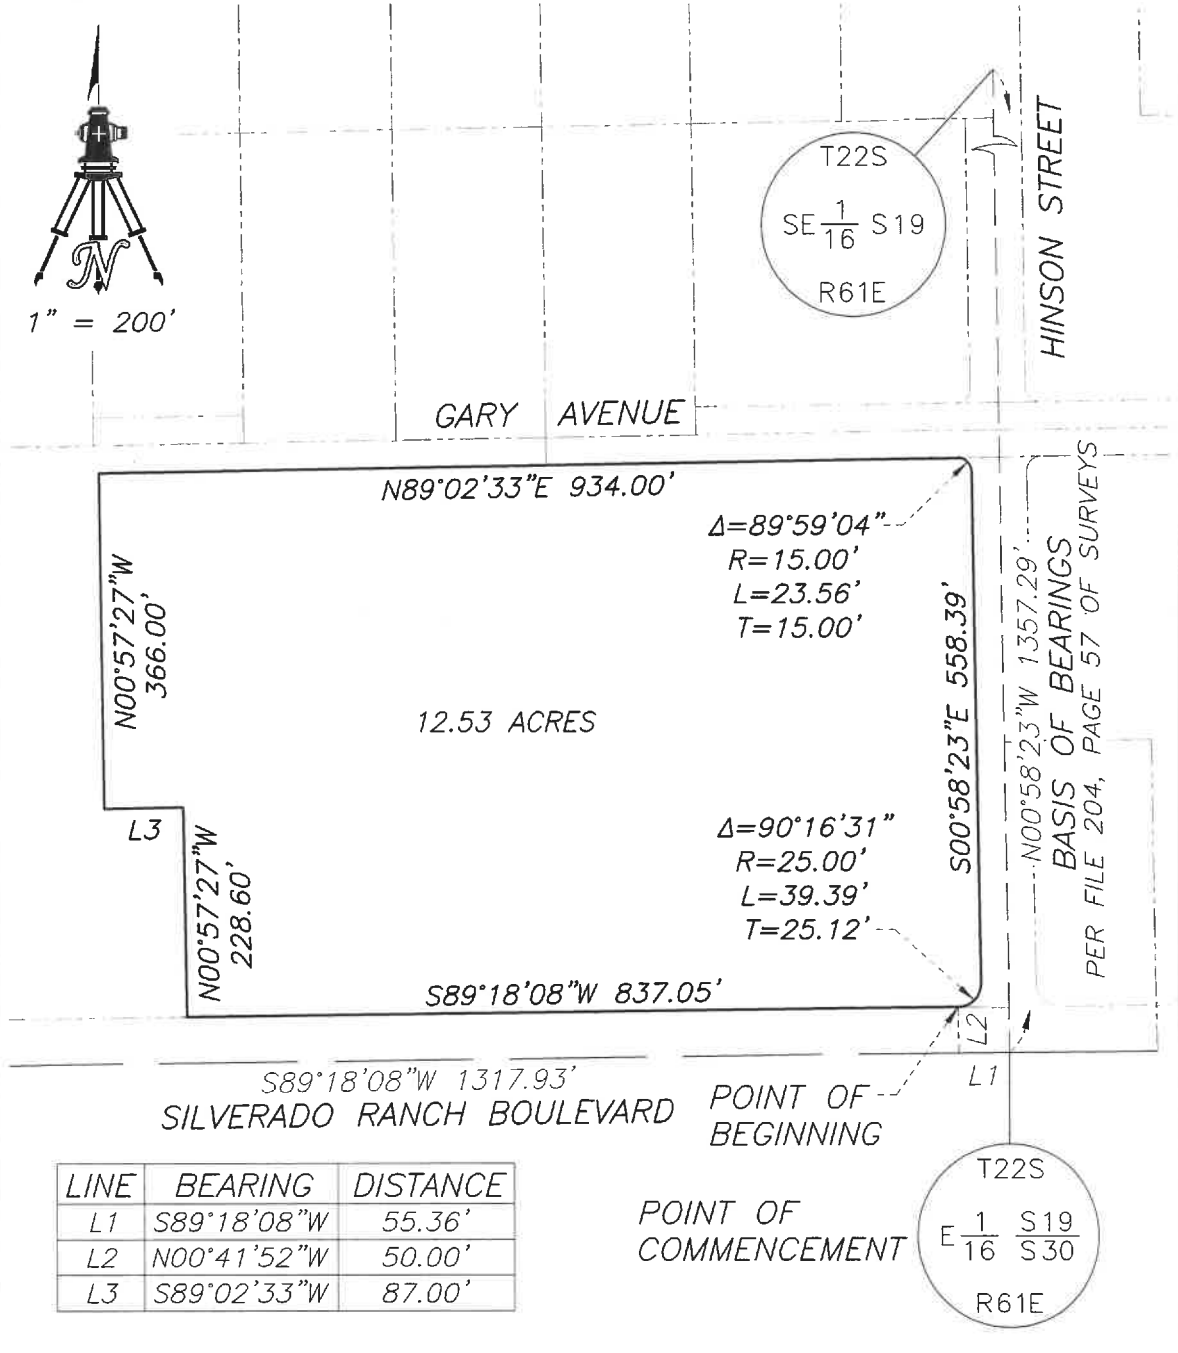 T22S
SE 1/16 S19
R61E
HINSON STREET
N
1" = 200'
GARY AVENUE
N89°02'33"E 934.00'
Δ=89°59'04"
R=15.00'
L=23.56'
T=15.00'
N00°57'27"W
366.00'
S00°58'23"E 558.39'
N00°58'23"W 1357.29'
BASIS OF BEARINGS
PER FILE 204, PAGE 57 OF SURVEYS
12.53 ACRES
L3
N00°57'27"W
228.60'
Δ=90°16'31"
R=25.00'
L=39.39'
T=25.12'
S89°18'08"W 837.05'
L2
L1
S89°18'08"W 1317.93'
SILVERADO RANCH BOULEVARD
POINT OF
BEGINNING
LINE BEARING DISTANCE
L1 S89°18'08"W 55.36'
L2 N00°41'52"W 50.00'
L3 S89°02'33"W 87.00'
POINT OF
COMMENCEMENT
T22S
E 1/16 S19/S30
R61E